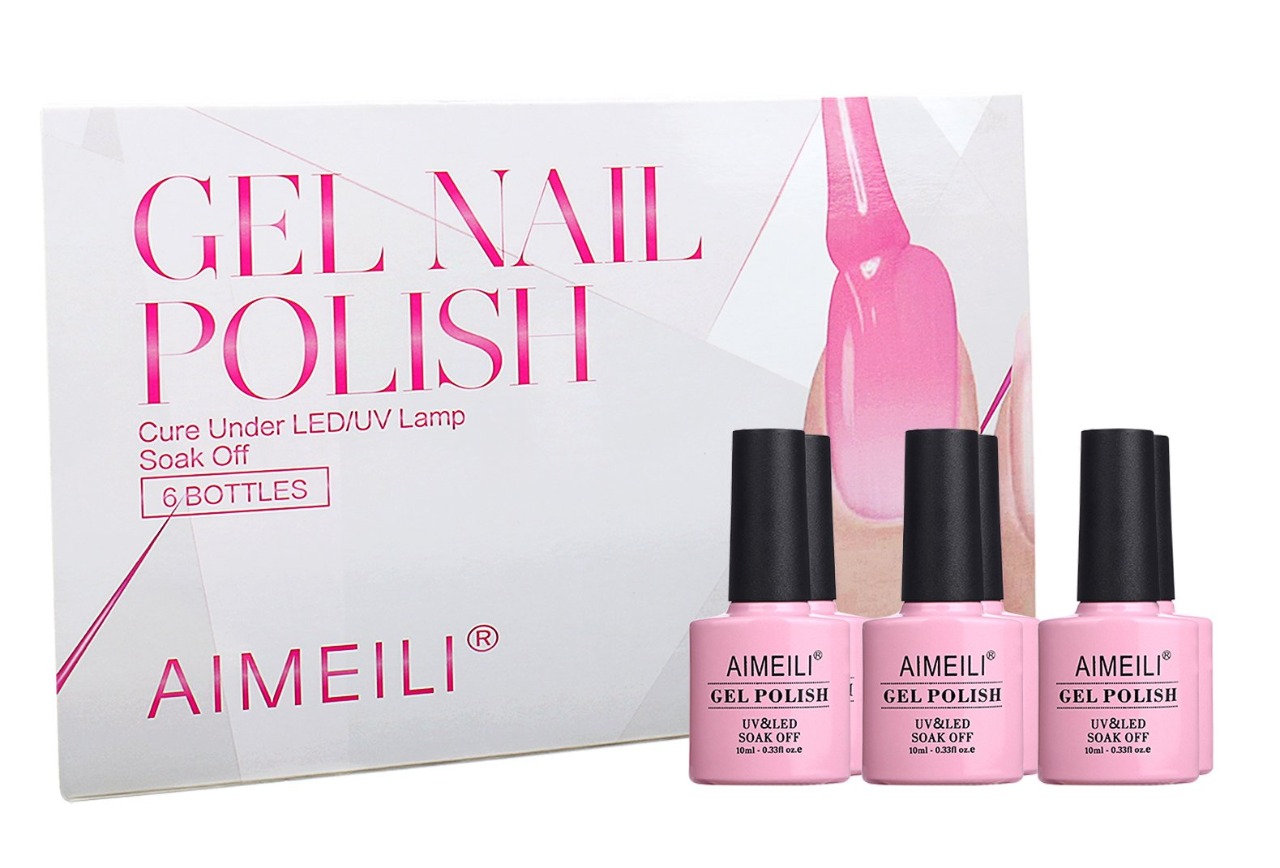 GEL NAIL
POLISH
Cure Under LED/UV Lamp
Soak Off
6 BOTTLES
AIMEILI®
AIMEILI®
GEL POLISH
UV&LED
SOAK OFF
10ml - 0.33fl oz.e
AIMEILI®
GEL POLISH
UV&LED
SOAK OFF
10ml - 0.33fl oz.e
AIMEILI®
GEL POLISH
UV&LED
SOAK OFF
10ml - 0.33fl oz.e